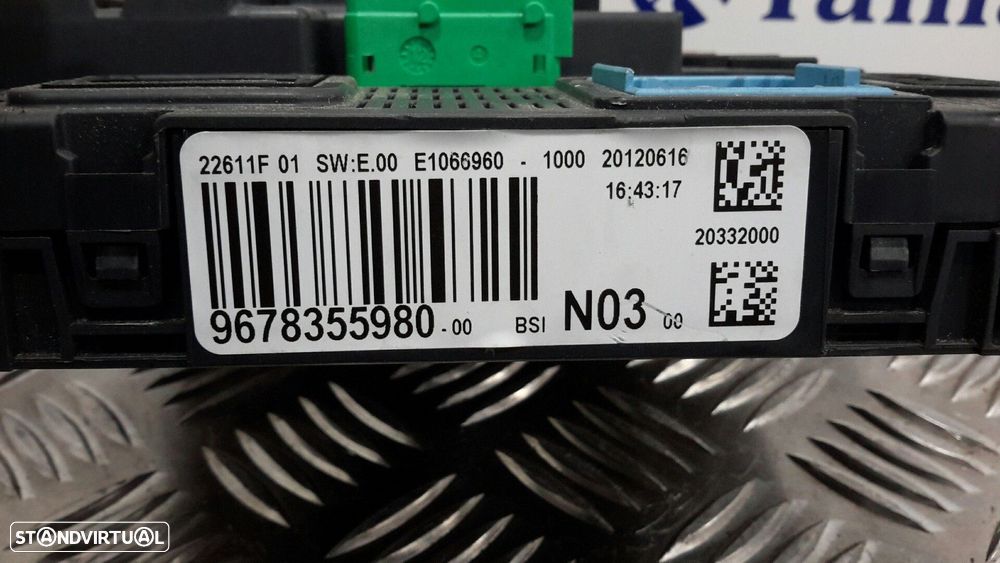 22611F 01 SW:E.00 E1066960 - 1000 20120616
16:43:17
20332000
9678355980-00 BSI N03 00
STANDVIRTUAL